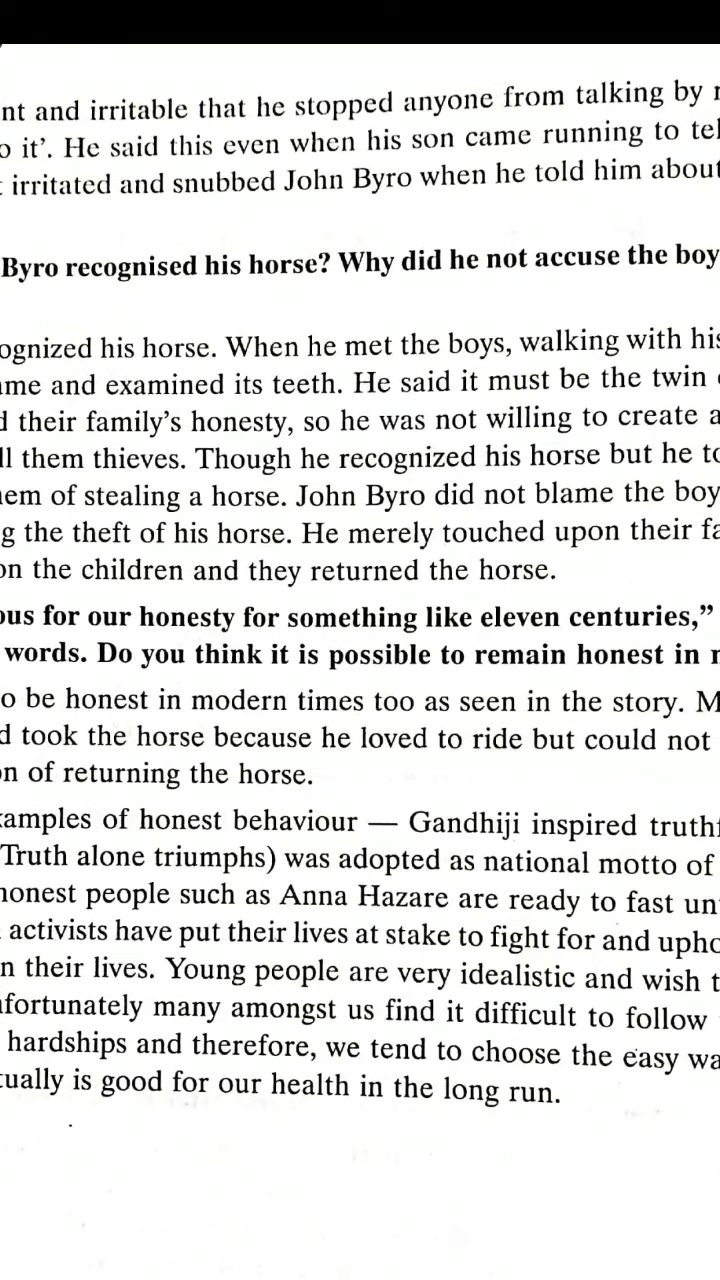 nt and irritable that he stopped anyone from talking by
o it'. He said this even when his son came running to tel
irritated and snubbed John Byro when he told him about
Byro recognised his horse? Why did he not accuse the boy
ognized his horse. When he met the boys, walking with his
ame and examined its teeth. He said it must be the twin
d their family's honesty, so he was not willing to create a
ll them thieves. Though he recognized his horse but he to
hem of stealing a horse. John Byro did not blame the boy
g the theft of his horse. He merely touched upon their fa
on the children and they returned the horse.
ous for our honesty for something like eleven centuries,"
words. Do you think it is possible to remain honest in
o be honest in modern times too as seen in the story. M
d took the horse because he loved to ride but could not
on of returning the horse.
xamples of honest behaviour — Gandhiji inspired truthf
Truth alone triumphs) was adopted as national motto of
honest people such as Anna Hazare are ready to fast un
activists have put their lives at stake to fight for and upho
n their lives. Young people are very idealistic and wish t
nfortunately many amongst us find it difficult to follow
hardships and therefore, we tend to choose the easy wa
tually is good for our health in the long run.